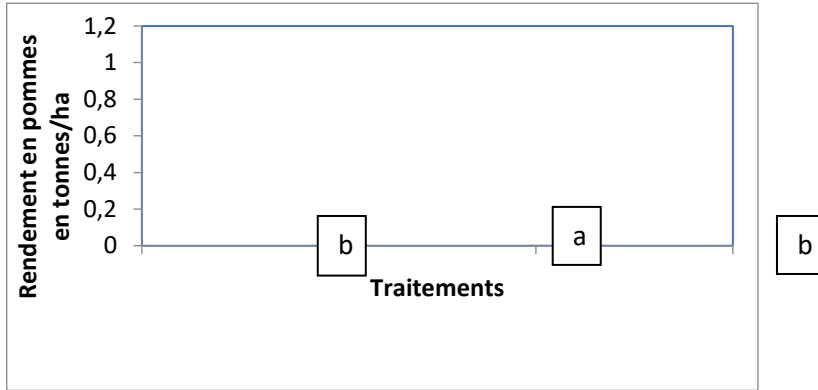 Rendement en pommes
en tonnes/ha
1,2
1
0,8
0,6
0,4
0,2
0
b
a
b
Traitements